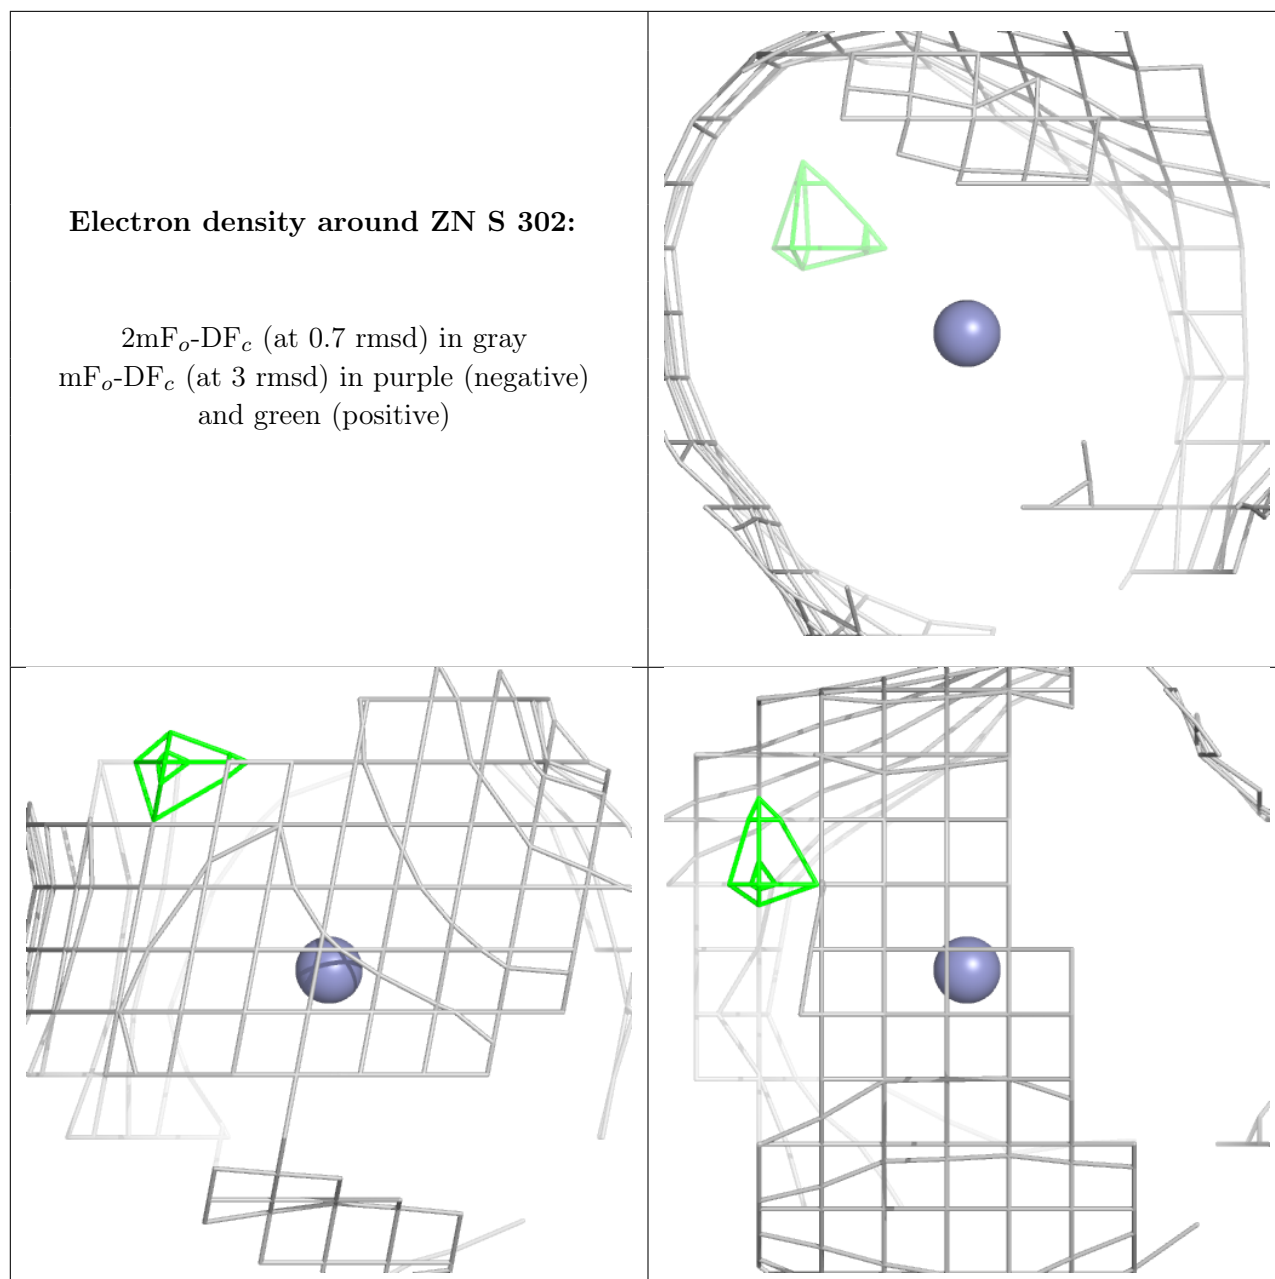 Electron density around ZN S 302:
2mFo-DFc (at 0.7 rmsd) in gray
mFo-DFc (at 3 rmsd) in purple (negative)
and green (positive)